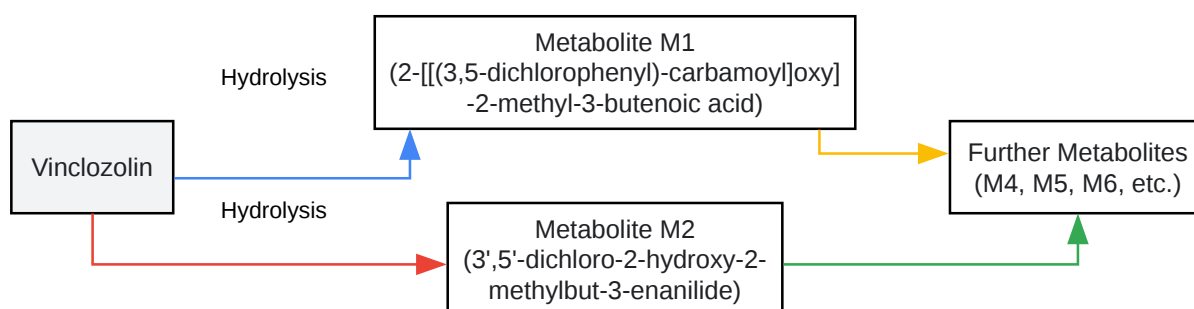 Hydrolysis
Metabolite M1
(2-[[(3,5-dichlorophenyl)-carbamoyl]oxy]
-2-methyl-3-butenoic acid)
Vinclozolin
Further Metabolites
(M4, M5, M6, etc.)
Hydrolysis
Metabolite M2
(3',5'-dichloro-2-hydroxy-2-
methylbut-3-enanilide)